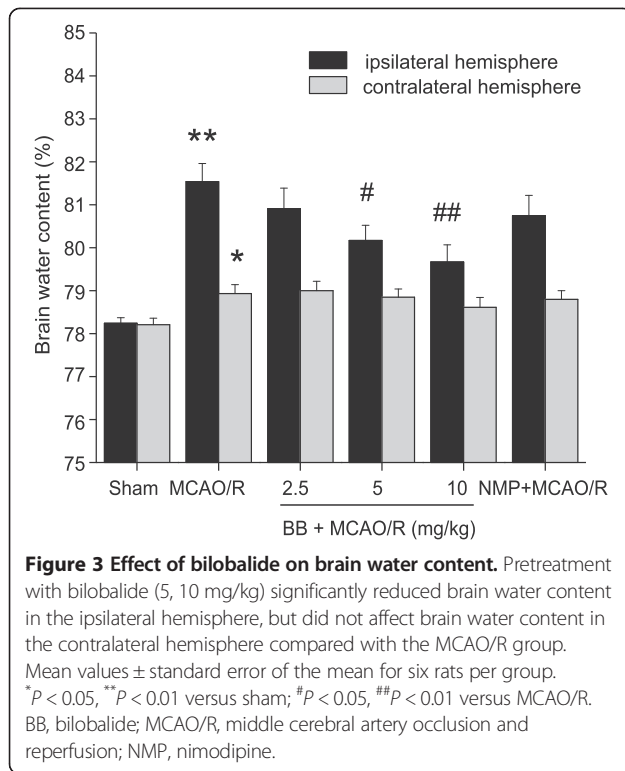 85
84
83
82
81
80
79
78
77
76
75
Brain water content (%)
ipsilateral hemisphere
contralateral hemisphere
**
*
#
##
Sham MCAO/R 2.5 5 10 NMP+MCAO/R
BB + MCAO/R (mg/kg)
Figure 3 Effect of bilobalide on brain water content. Pretreatment
with bilobalide (5, 10 mg/kg) significantly reduced brain water content
in the ipsilateral hemisphere, but did not affect brain water content in
the contralateral hemisphere compared with the MCAO/R group.
Mean values ± standard error of the mean for six rats per group.
*P < 0.05, **P < 0.01 versus sham; #P < 0.05, ##P < 0.01 versus MCAO/R.
BB, bilobalide; MCAO/R, middle cerebral artery occlusion and
reperfusion; NMP, nimodipine.